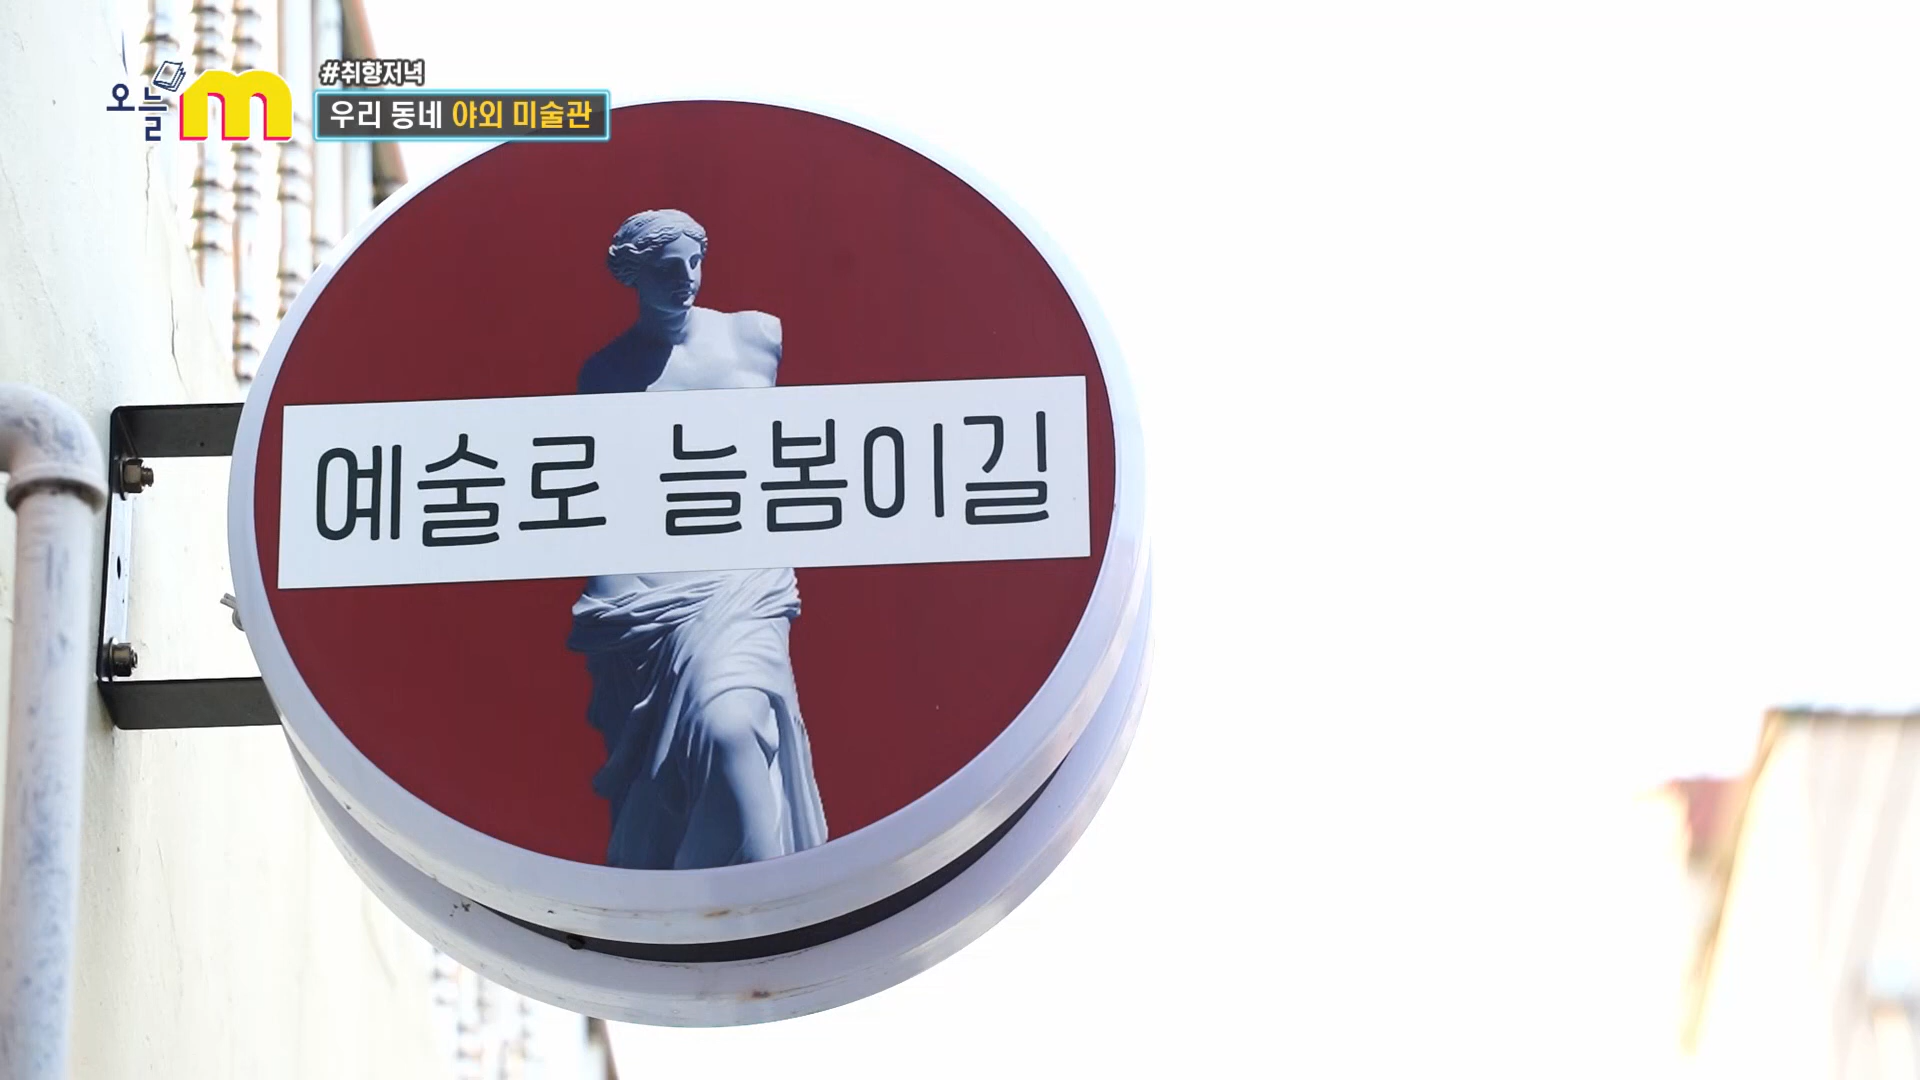 오늘 m
#취향저녁
우리 동네 야외 미술관
예술로 늘봄이길